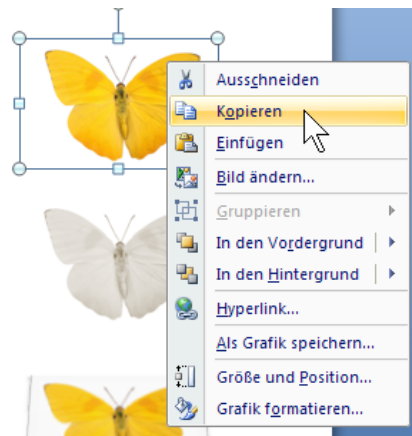 Ausschneiden
Kopieren
Einfügen
Bild ändern...
Gruppieren
In den Vordergrund
In den Hintergrund
Hyperlink...
Als Grafik speichern...
Größe und Position...
Grafik formatieren...